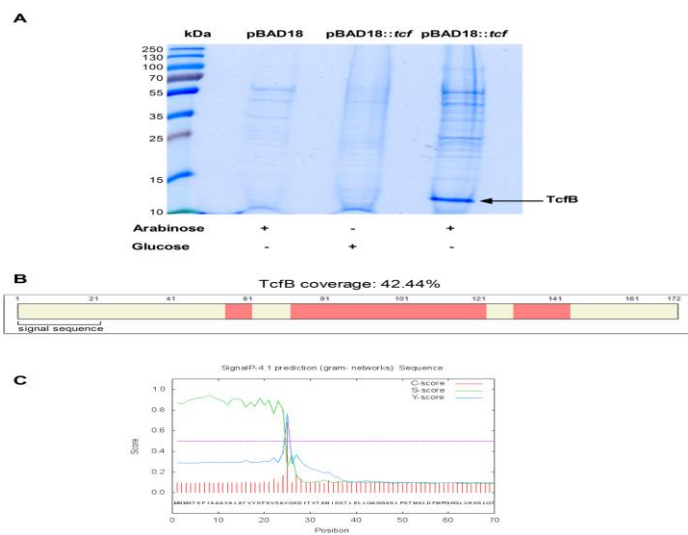 A
kDa pBAD18 pBAD18::tcf pBAD18::tcf
250
130
100
70
55
35
25
15
10
TcfB
Arabinose + - +
Glucose - + -
B
TcfB coverage: 42.44%
1 21 41 61 81 101 121 141 161 172
signal sequence
C
SignalP-4.1 prediction (gram- networks): Sequence
C-score
S-score
Y-score
Score
1.0
0.8
0.6
0.4
0.2
0.0
0 10 20 30 40 50 60 70
Position